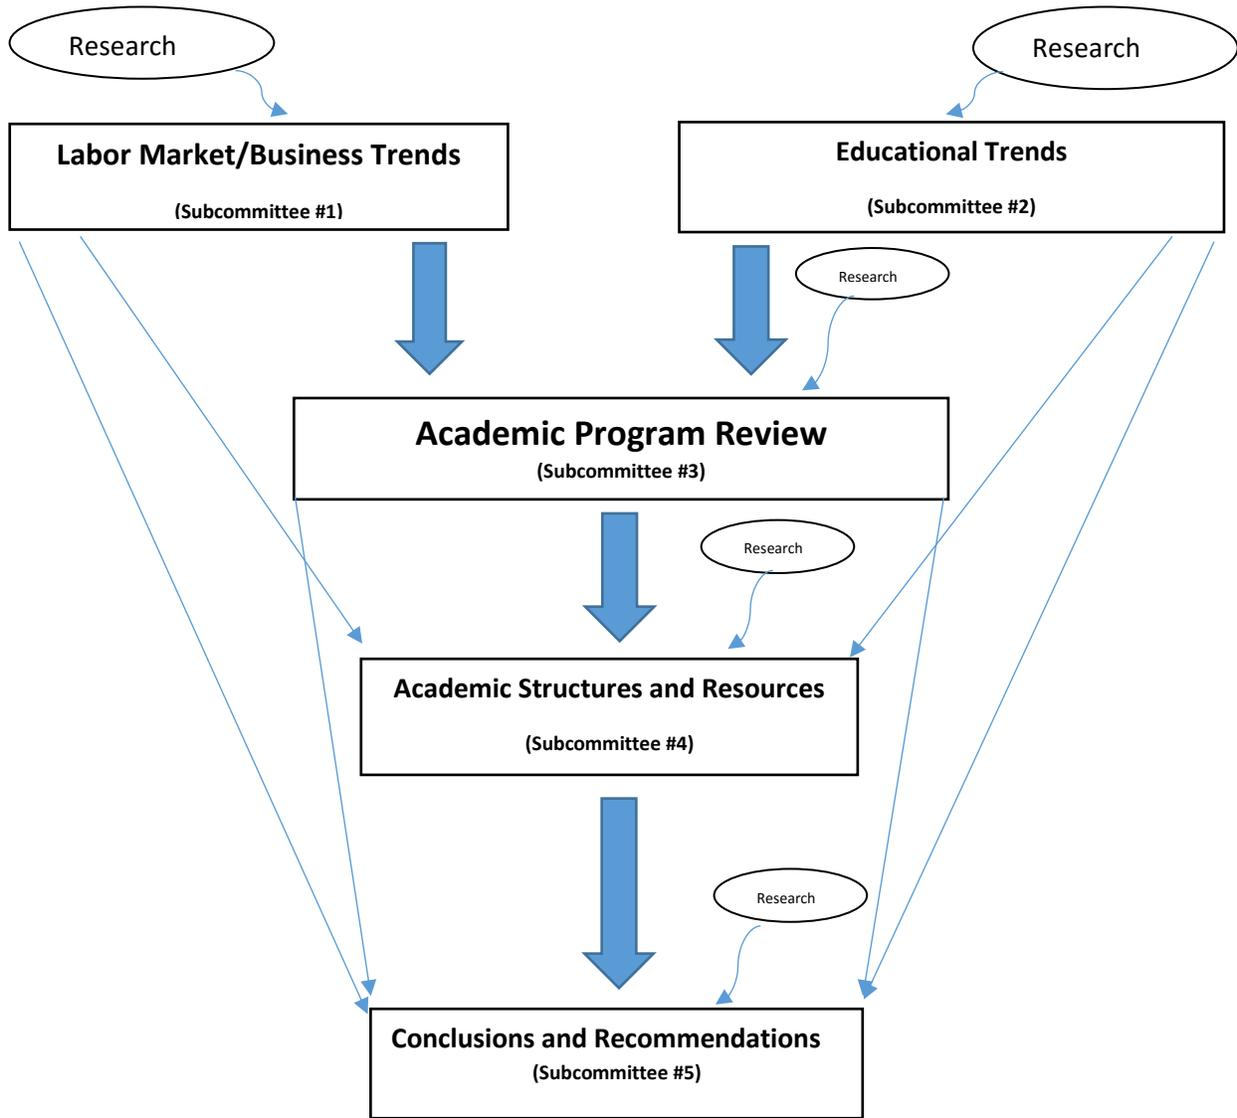 Research
Research
Labor Market/Business Trends
(Subcommittee #1)
Educational Trends
(Subcommittee #2)
Research
Academic Program Review
(Subcommittee #3)
Research
Academic Structures and Resources
(Subcommittee #4)
Research
Conclusions and Recommendations
(Subcommittee #5)